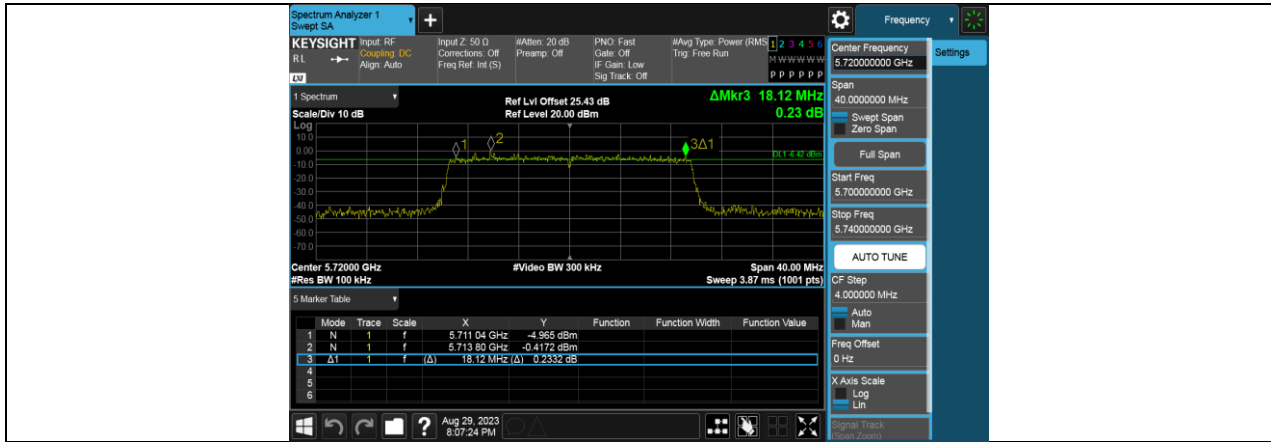 Spectrum Analyzer 1
Swept SA
+
Frequency
KEYSIGHT
RL
LXI
Input: RF
Coupling: DC
Align: Auto
Input Z: 50 Ω
Corrections: Off
Freq Ref: Int (S)
#Atten: 20 dB
Preamp: Off
PNO: Fast
Gate: Off
IF Gain: Low
Sig Track: Off
#Avg Type: Power (RMS
Trig: Free Run
1 2 3 4 5 6
M W W W W W
P P P P P P
1 Spectrum
Scale/Div 10 dB
Ref Lvl Offset 25.43 dB
Ref Level 20.00 dBm
ΔMkr3 18.12 MHz
0.23 dB
Log
10.0
0.00
-10.0
-20.0
-30.0
-40.0
-50.0
-60.0
-70.0
1
2
3Δ1
DL1 -6.42 dBm
Center 5.72000 GHz
#Res BW 100 kHz
#Video BW 300 kHz
Span 40.00 MHz
Sweep 3.87 ms (1001 pts)
5 Marker Table
Mode Trace Scale X Y Function Function Width Function Value
1 N 1 f 5.711 04 GHz -4.965 dBm
2 N 1 f 5.713 80 GHz -0.4172 dBm
3 Δ1 1 f (Δ) 18.12 MHz (Δ) 0.2332 dB
4
5
6
?
Aug 29, 2023
8:07:24 PM
Center Frequency
5.720000000 GHz
Settings
Span
40.0000000 MHz
Swept Span
Zero Span
Full Span
Start Freq
5.700000000 GHz
Stop Freq
5.740000000 GHz
AUTO TUNE
CF Step
4.000000 MHz
Auto
Man
Freq Offset
0 Hz
X Axis Scale
Log
Lin
Signal Track
(Span Zoom)